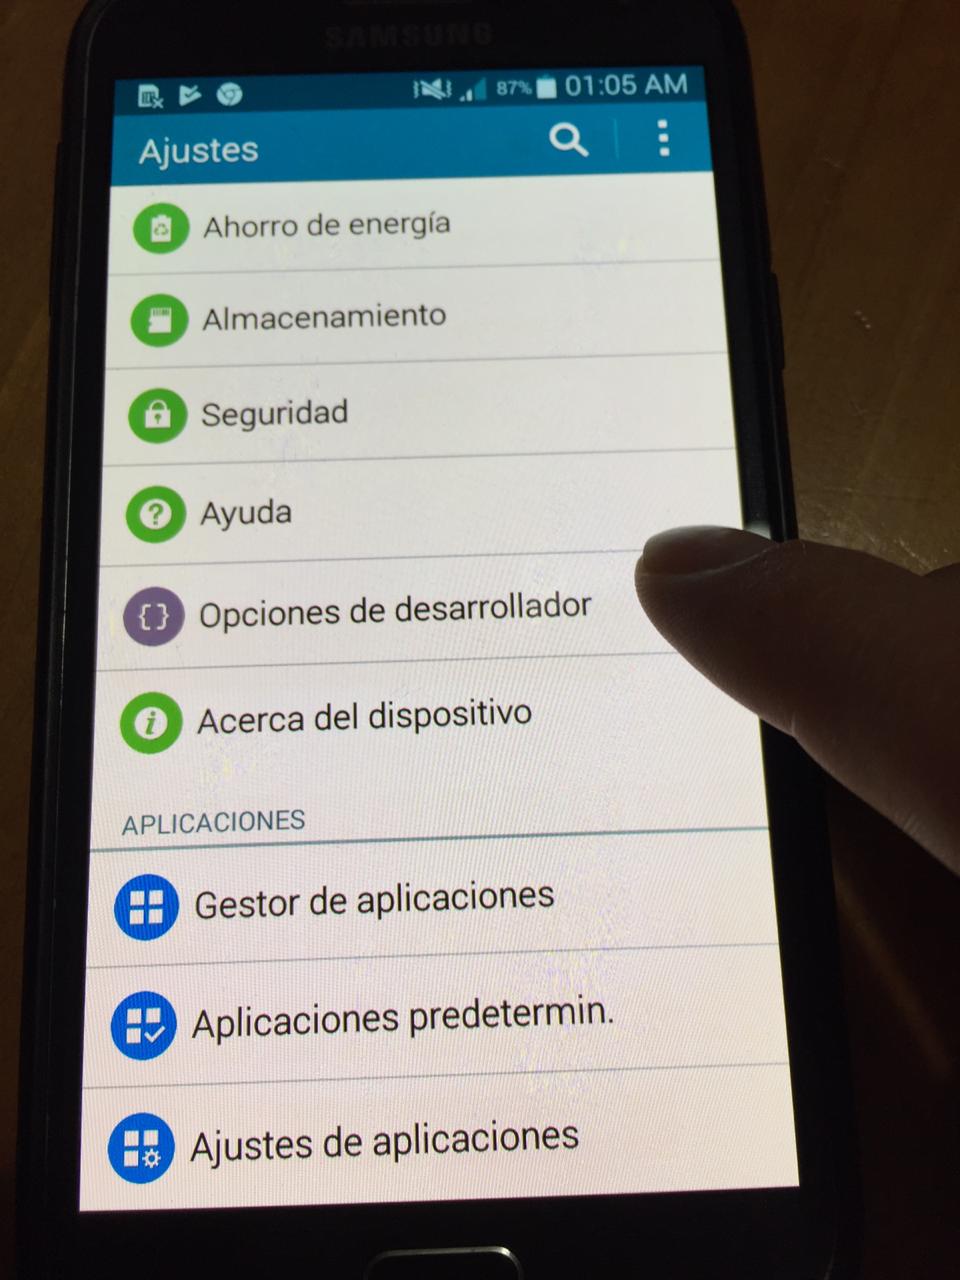 SAMSUNG
87% 01:05 AM
Ajustes
Ahorro de energía
Almacenamiento
Seguridad
? Ayuda
{} Opciones de desarrollador
i Acerca del dispositivo
APLICACIONES
Gestor de aplicaciones
Aplicaciones predetermin.
Ajustes de aplicaciones